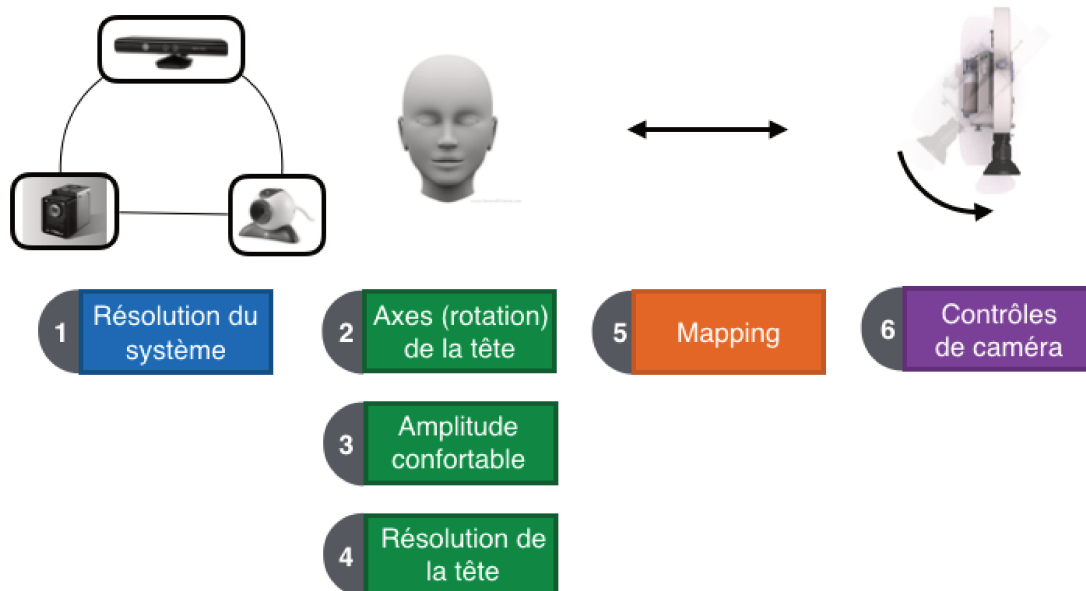 1
Résolution du
système
2
Axes (rotation)
de la tête
5
Mapping
6
Contrôles
de caméra
3
Amplitude
confortable
4
Résolution de
la tête